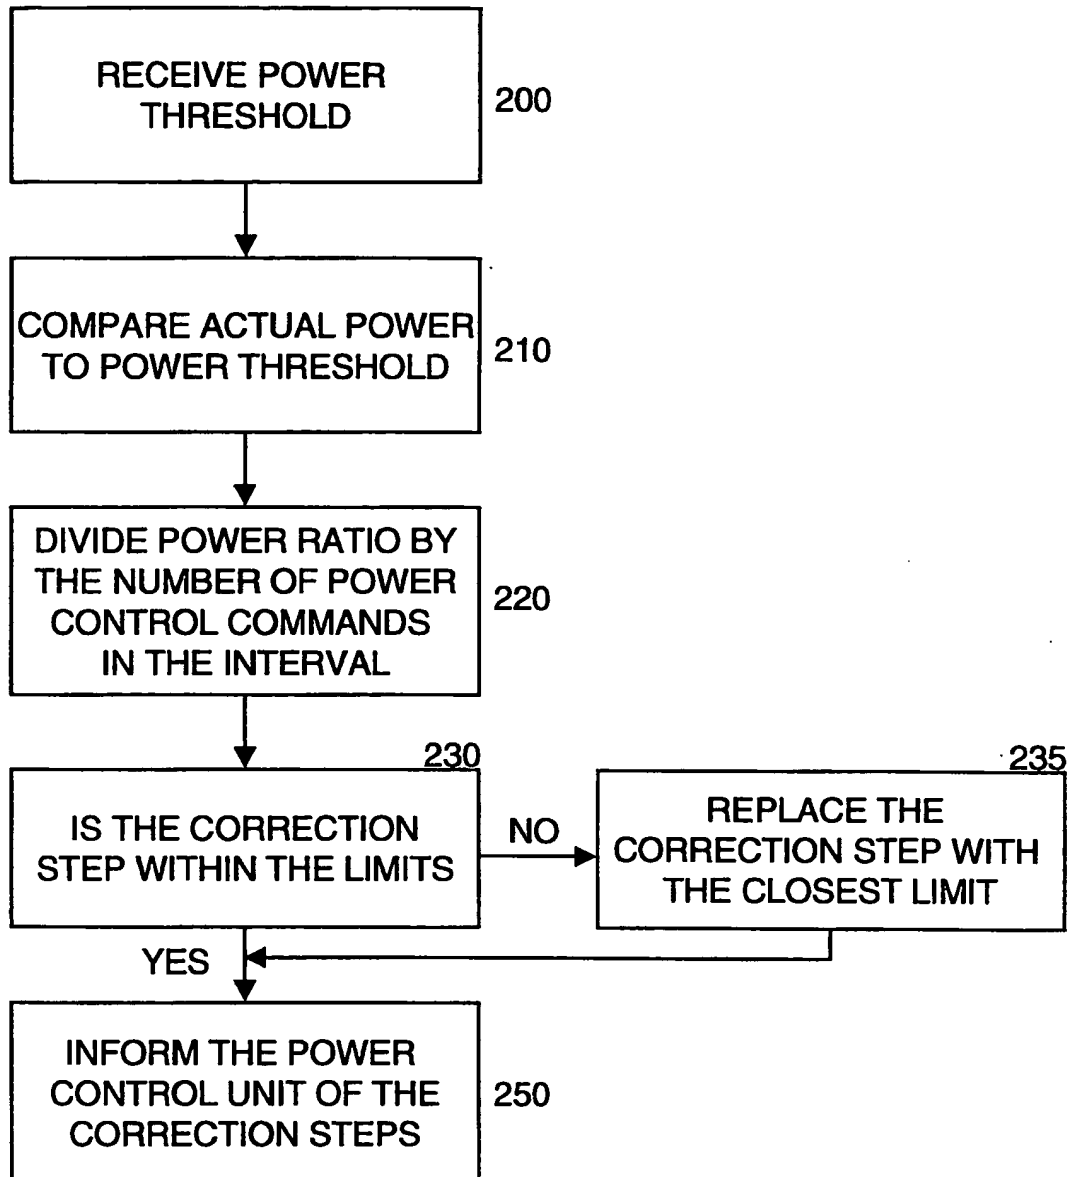 RECEIVE POWER
THRESHOLD
200
COMPARE ACTUAL POWER
TO POWER THRESHOLD
210
DIVIDE POWER RATIO BY
THE NUMBER OF POWER
CONTROL COMMANDS
IN THE INTERVAL
220
230
IS THE CORRECTION
STEP WITHIN THE LIMITS
NO
235
REPLACE THE
CORRECTION STEP WITH
THE CLOSEST LIMIT
YES
INFORM THE POWER
CONTROL UNIT OF THE
CORRECTION STEPS
250